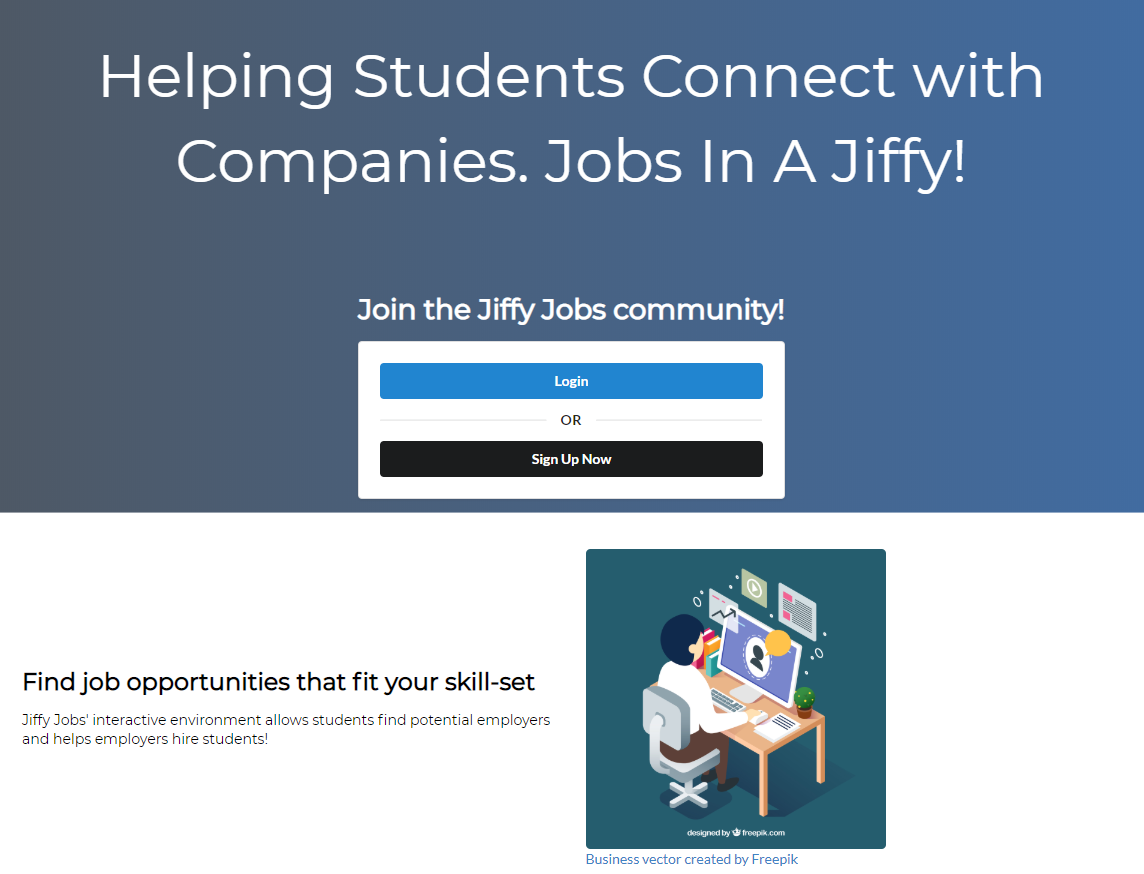 Helping Students Connect with
Companies. Jobs In A Jiffy!
Join the Jiffy Jobs community!
Login
OR
Sign Up Now
Find job opportunities that fit your skill-set
Jiffy Jobs' interactive environment allows students find potential employers
and helps employers hire students!
designed by freepik.com
Business vector created by Freepik